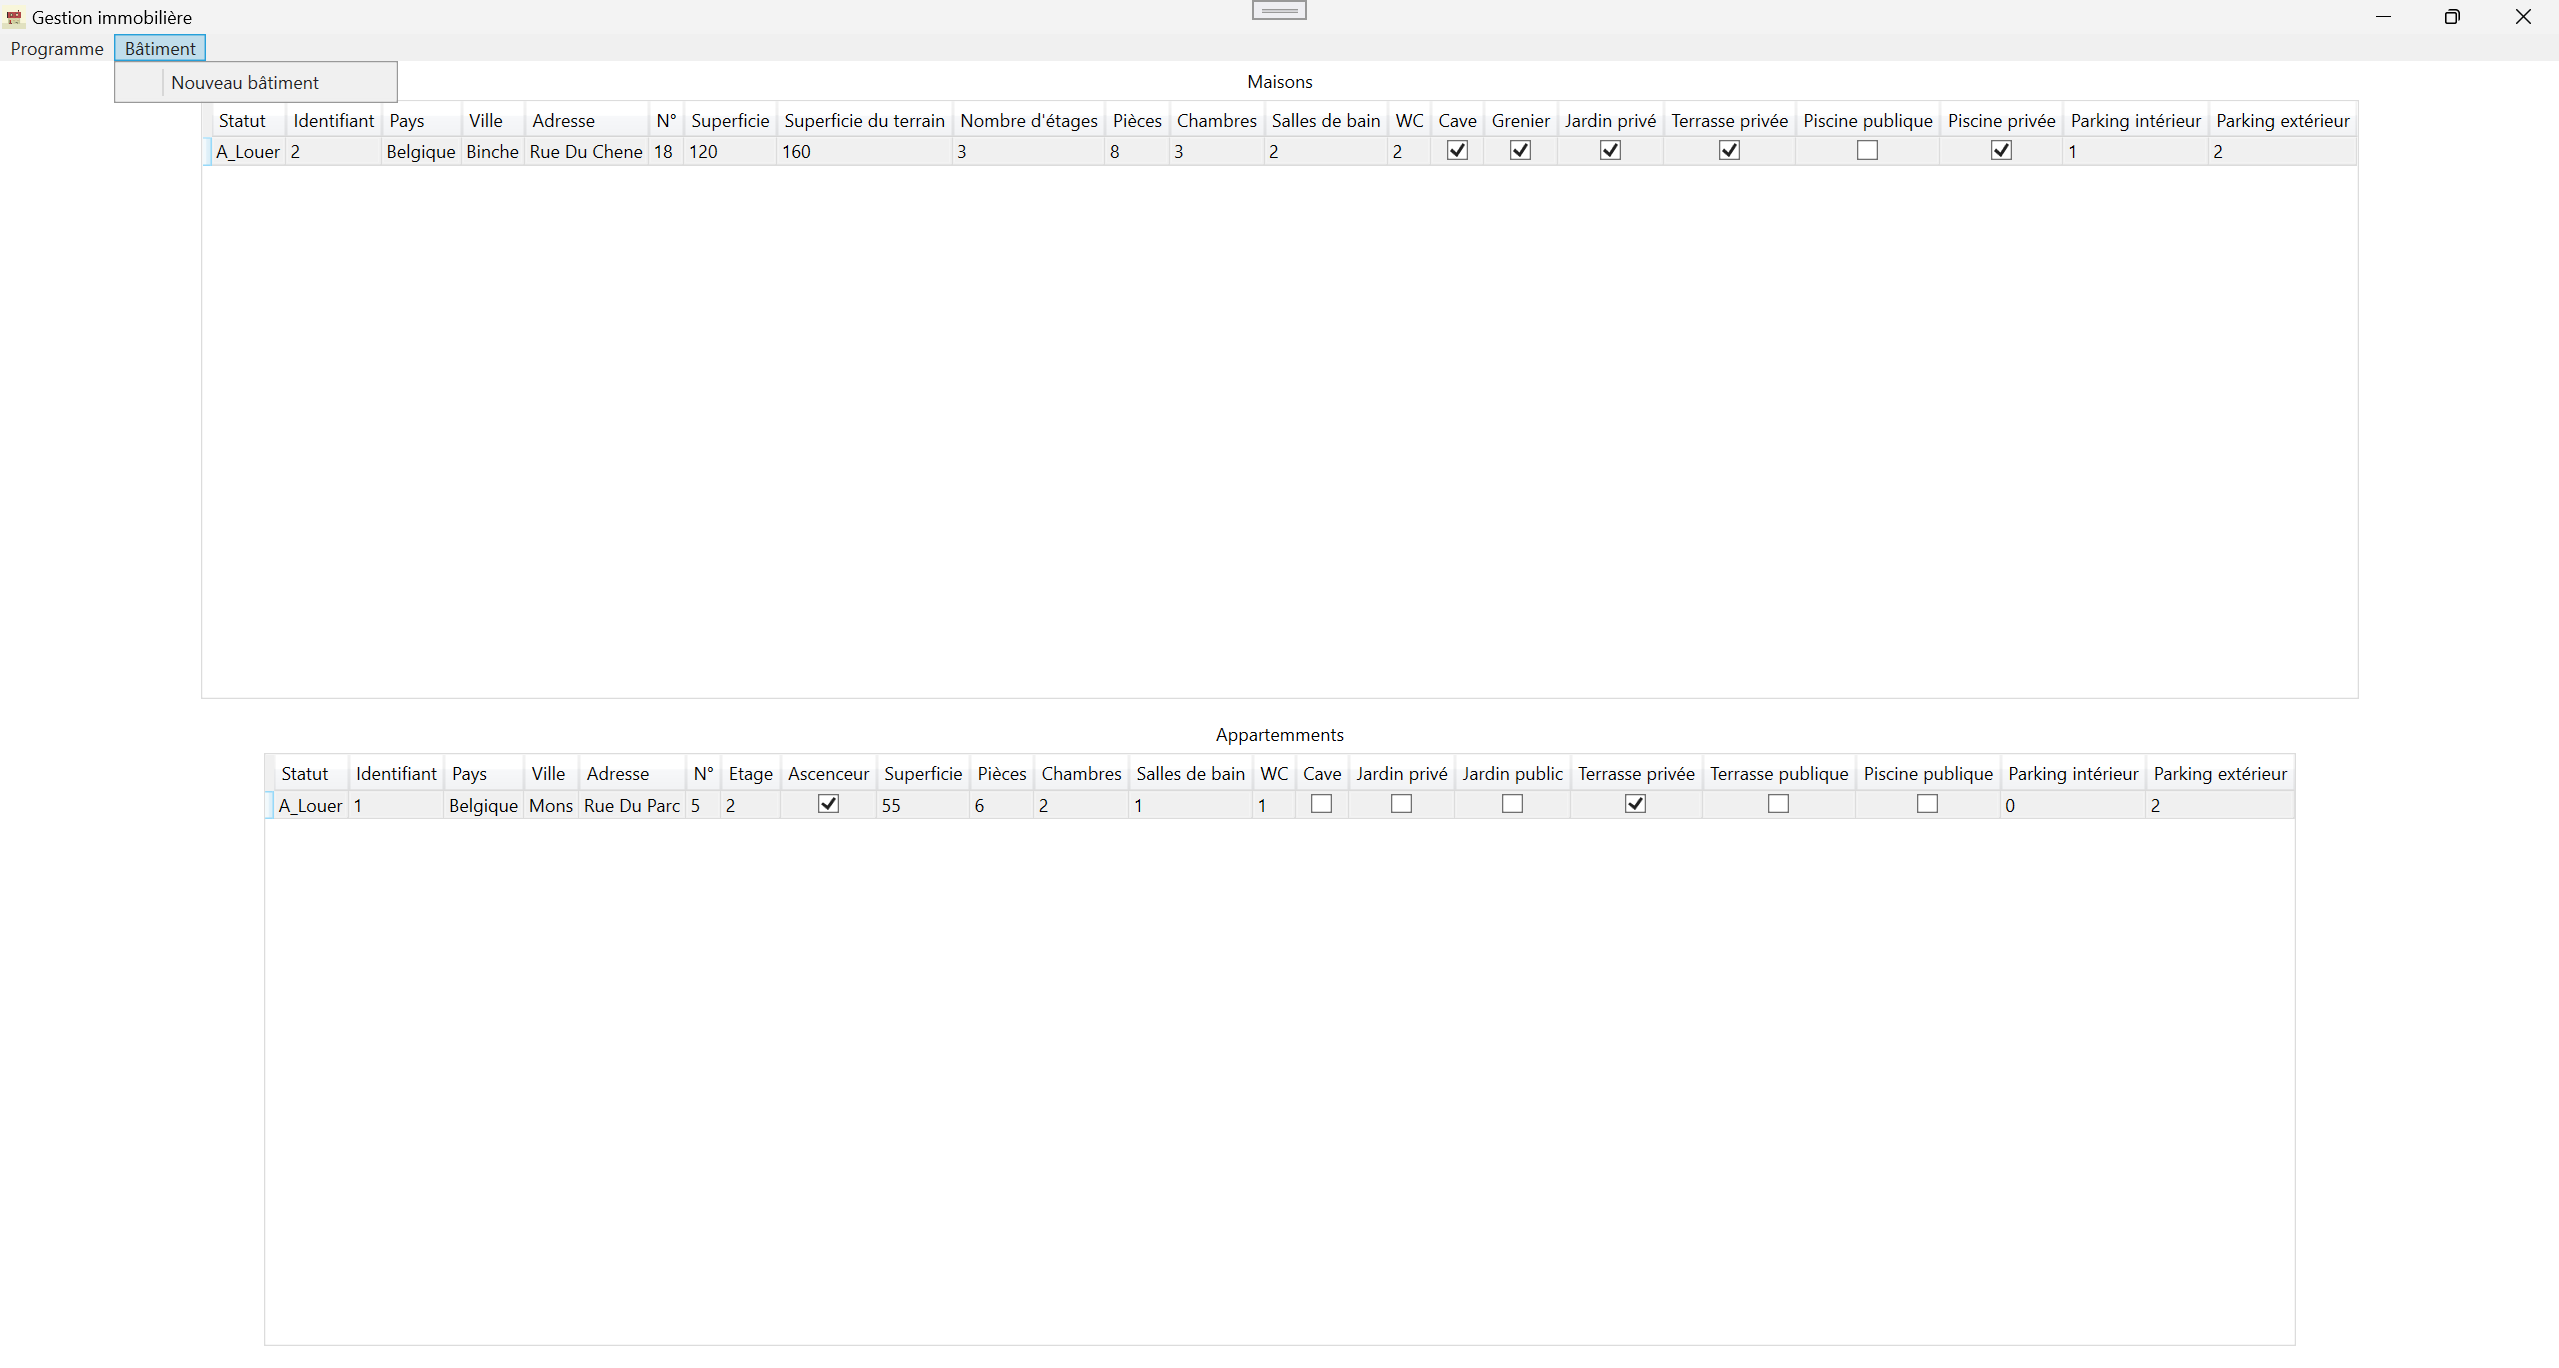 Gestion immobilière
Programme Bâtiment
Nouveau bâtiment
Maisons
Statut Identifiant Pays Ville Adresse N° Superficie Superficie du terrain Nombre d'étages Pièces Chambres Salles de bain WC Cave Grenier Jardin privé Terrasse privée Piscine publique Piscine privée Parking intérieur Parking extérieur
A_Louer 2 Belgique Binche Rue Du Chene 18 120 160 3 8 3 2 2 1 2
Appartemments
Statut Identifiant Pays Ville Adresse N° Etage Ascenceur Superficie Pièces Chambres Salles de bain WC Cave Jardin privé Jardin public Terrasse privée Terrasse publique Piscine publique Parking intérieur Parking extérieur
A_Louer 1 Belgique Mons Rue Du Parc 5 2 55 6 2 1 1 0 2